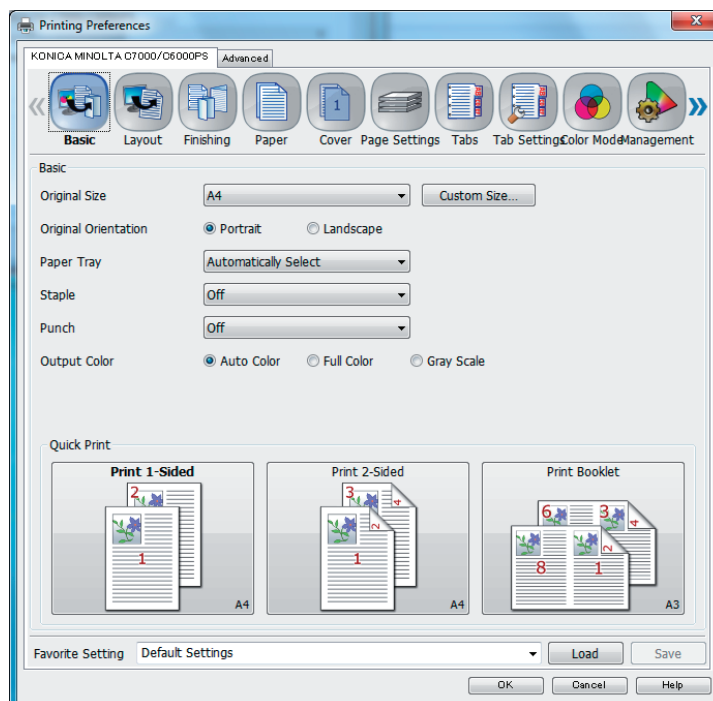 Printing Preferences
KONICA MINOLTA C7000/C6000PS Advanced
Basic Layout Finishing Paper Cover Page Settings Tabs Tab Settings Color Mode Management
1
Basic
Original Size A4 Custom Size...
Original Orientation Portrait Landscape
Paper Tray Automatically Select
Staple Off
Punch Off
Output Color Auto Color Full Color Gray Scale
Quick Print
Print 1-Sided
2
1
A4
Print 2-Sided
3
4
2
1
A4
Print Booklet
6 3 4
2
8 1
A3
Favorite Setting Default Settings Load Save
OK Cancel Help